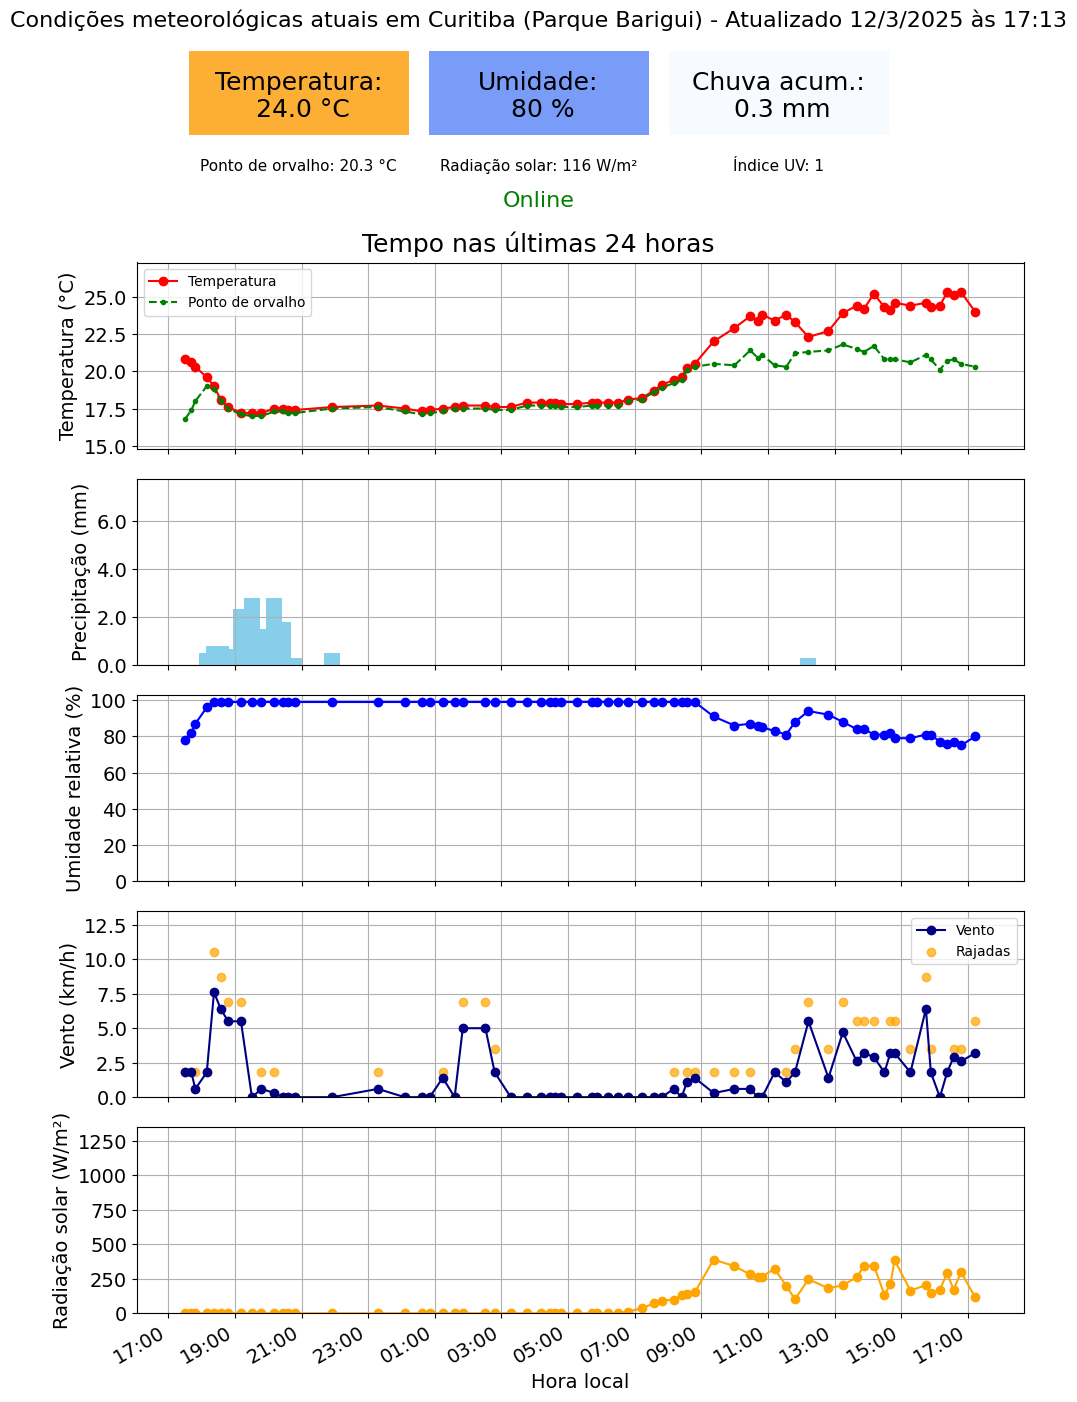 Condições meteorológicas atuais em Curitiba (Parque Barigui) - Atualizado 12/3/2025 às 17:13
Temperatura:
24.0 °C
Umidade:
80 %
Chuva acum.:
0.3 mm
Ponto de orvalho: 20.3 °C
Radiação solar: 116 W/m²
Índice UV: 1
Online
Tempo nas últimas 24 horas
Temperatura (°C)
25.0
22.5
20.0
17.5
15.0
Temperatura
Ponto de orvalho
Precipitação (mm)
6.0
4.0
2.0
0.0
Umidade relativa (%)
100
80
60
40
20
0
Vento (km/h)
12.5
10.0
7.5
5.0
2.5
0.0
Vento
Rajadas
Radiação solar (W/m²)
1250
1000
750
500
250
0
17:00
19:00
21:00
23:00
01:00
03:00
05:00
07:00
09:00
11:00
13:00
15:00
17:00
Hora local